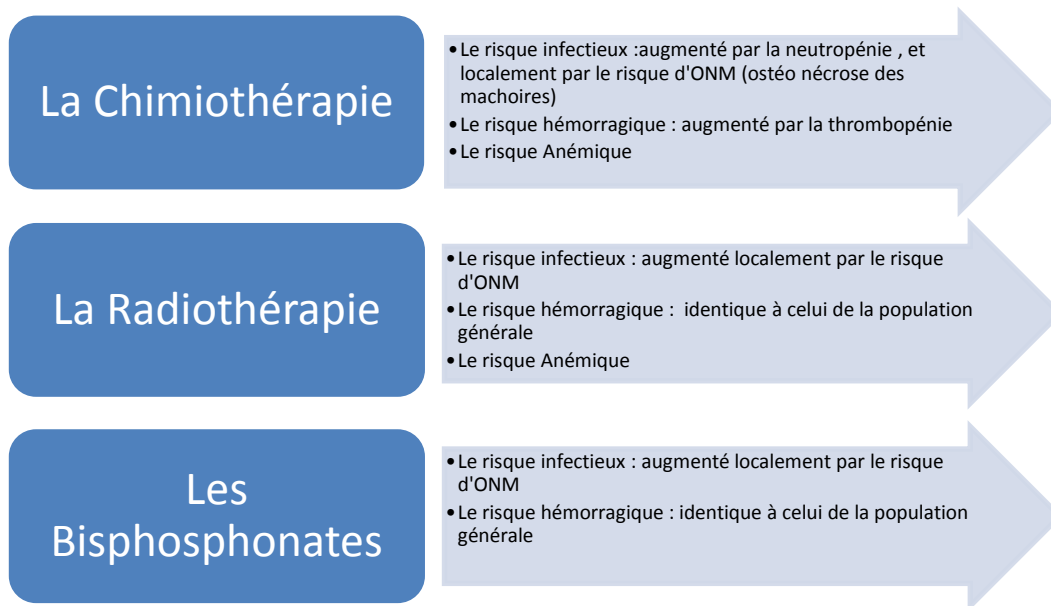 La Chimiothérapie
•Le risque infectieux :augmenté par la neutropénie , et
localement par le risque d'ONM (ostéo nécrose des
machoires)
•Le risque hémorragique : augmenté par la thrombopénie
•Le risque Anémique
La Radiothérapie
•Le risque infectieux : augmenté localement par le risque
d'ONM
•Le risque hémorragique : identique à celui de la population
générale
•Le risque Anémique
Les
Bisphosphonates
•Le risque infectieux : augmenté localement par le risque
d'ONM
•Le risque hémorragique : identique à celui de la population
générale